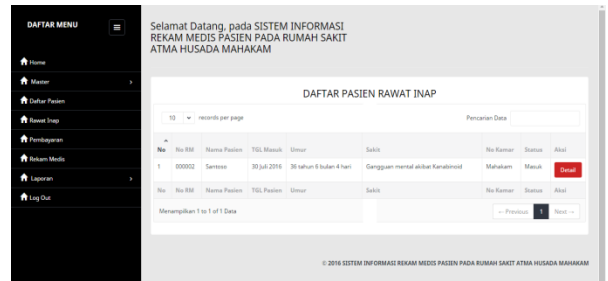 DAFTAR MENU
Home
Master
Daftar Pasien
Rawat Inap
Pembayaran
Rekam Medis
Laporan
Log Out
Selamat Datang, pada SISTEM INFORMASI
REKAM MEDIS PASIEN PADA RUMAH SAKIT
ATMA HUSADA MAHAKAM
DAFTAR PASIEN RAWAT INAP
10 records per page Pencarian Data
No No RM Nama Pasien TGL Masuk Umur Sakit No Kamar Status Aksi
1 000002 Santoso 30 Juli 2016 36 tahun 6 bulan 4 hari Gangguan mental akibat Kanabinoid Mahakam Masuk Detail
No No RM Nama Pasien TGL Masuk Umur Sakit No Kamar Status Aksi
Menampilkan 1 to 1 of 1 Data ← Previous 1 Next →
© 2016 SISTEM INFORMASI REKAM MEDIS PASIEN PADA RUMAH SAKIT ATMA HUSADA MAHAKAM